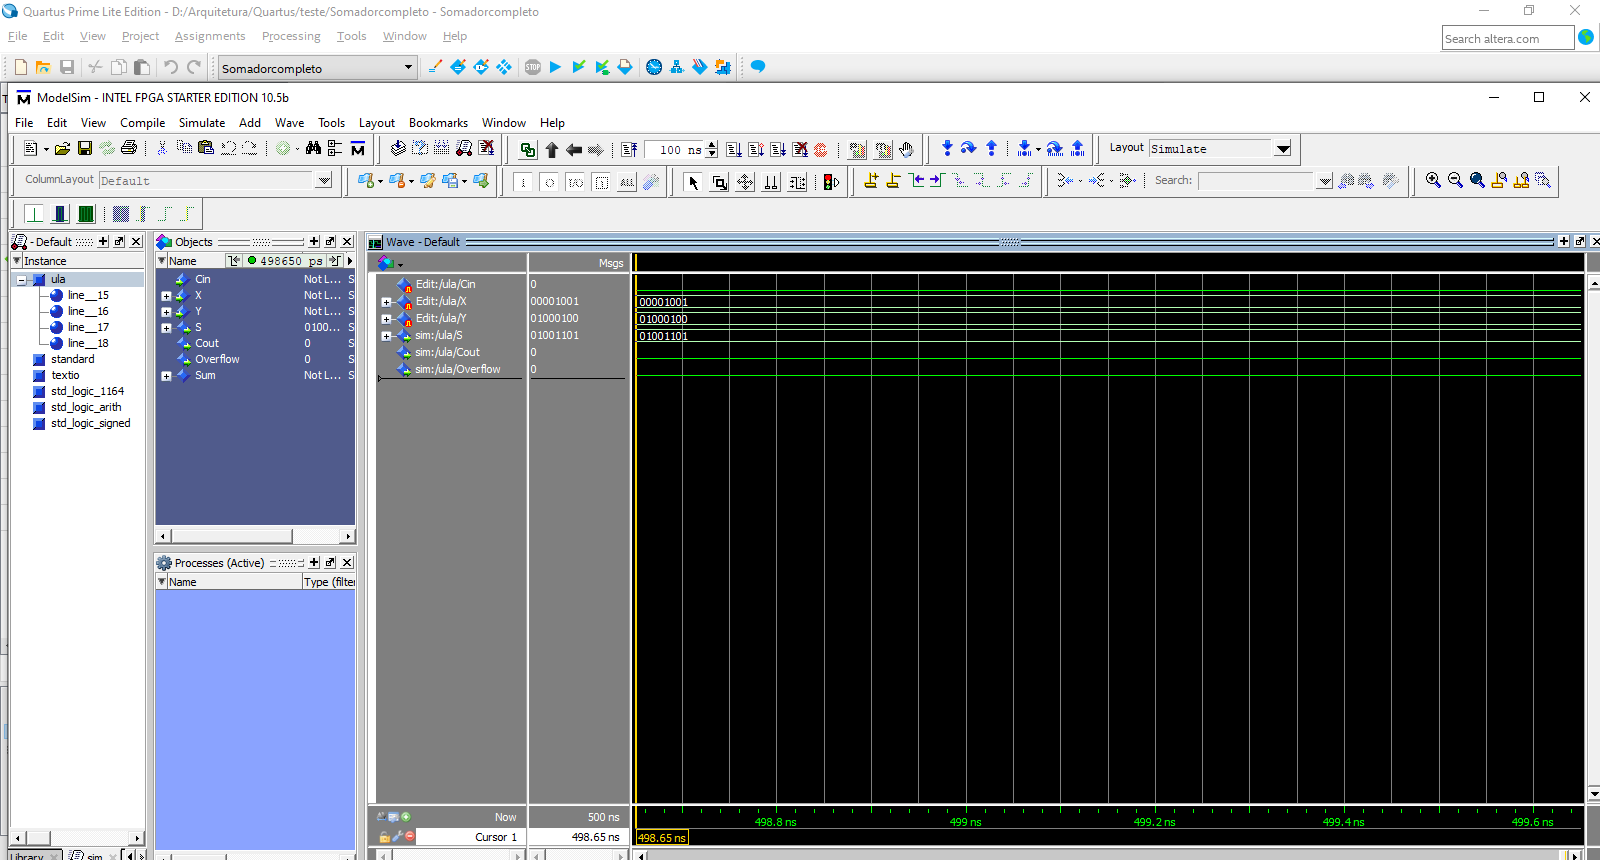 Quartus Prime Lite Edition - D:/Arquitetura/Quartus/teste/Somadorcompleto - Somadorcompleto
File Edit View Project Assignments Processing Tools Window Help
Search altera.com
Somadorcompleto
STOP
ModelSim - INTEL FPGA STARTER EDITION 10.5b
File Edit View Compile Simulate Add Wave Tools Layout Bookmarks Window Help
100 ns
Layout Simulate
ColumnLayout Default
Search:
- Default
Instance
ula
line__15
line__16
line__17
line__18
standard
textio
std_logic_1164
std_logic_arith
std_logic_signed
Library sim
Objects
Name 498650 ps
Cin Not L... S
X Not L... S
Y Not L... S
S 0100... S
Cout 0 S
Overflow 0 S
Sum Not L... S
Processes (Active)
Name Type (filter
Wave - Default
Msgs
Edit:/ula/Cin 0
Edit:/ula/X 00001001 00001001
Edit:/ula/Y 01000100 01000100
sim:/ula/S 01001101 01001101
sim:/ula/Cout 0
sim:/ula/Overflow 0
Now 500 ns
498.8 ns 499 ns 499.2 ns 499.4 ns 499.6 ns
Cursor 1 498.65 ns 498.65 ns